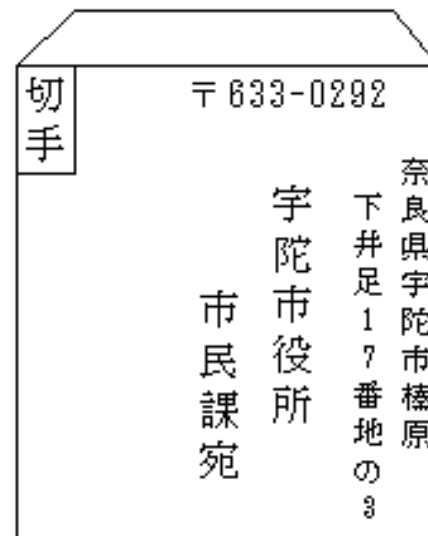 切手
〒633-0292
奈良県宇陀市榛原
下井足17番地の3
宇陀市役所
市民課宛